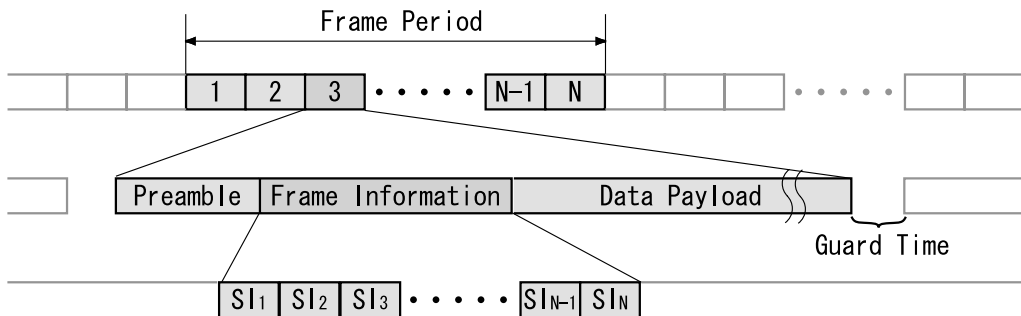 Frame Period
1 2 3 ····· N-1 N ·····
Preamble Frame Information Data Payload
Guard Time
SI₁ SI₂ SI₃ ····· SIN-1 SIN